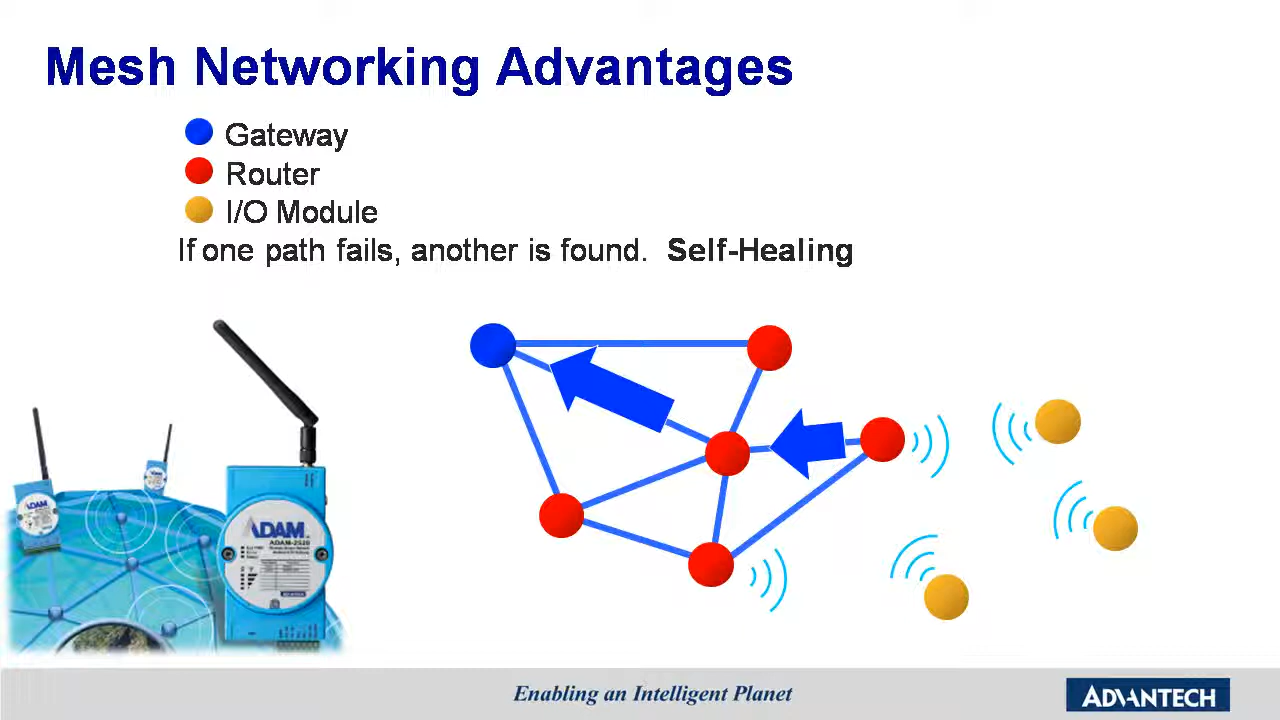 Mesh Networking Advantages
Gateway
Router
I/O Module
If one path fails, another is found. Self-Healing
ADAM
ADAM-2520
Enabling an Intelligent Planet
ADVANTECH